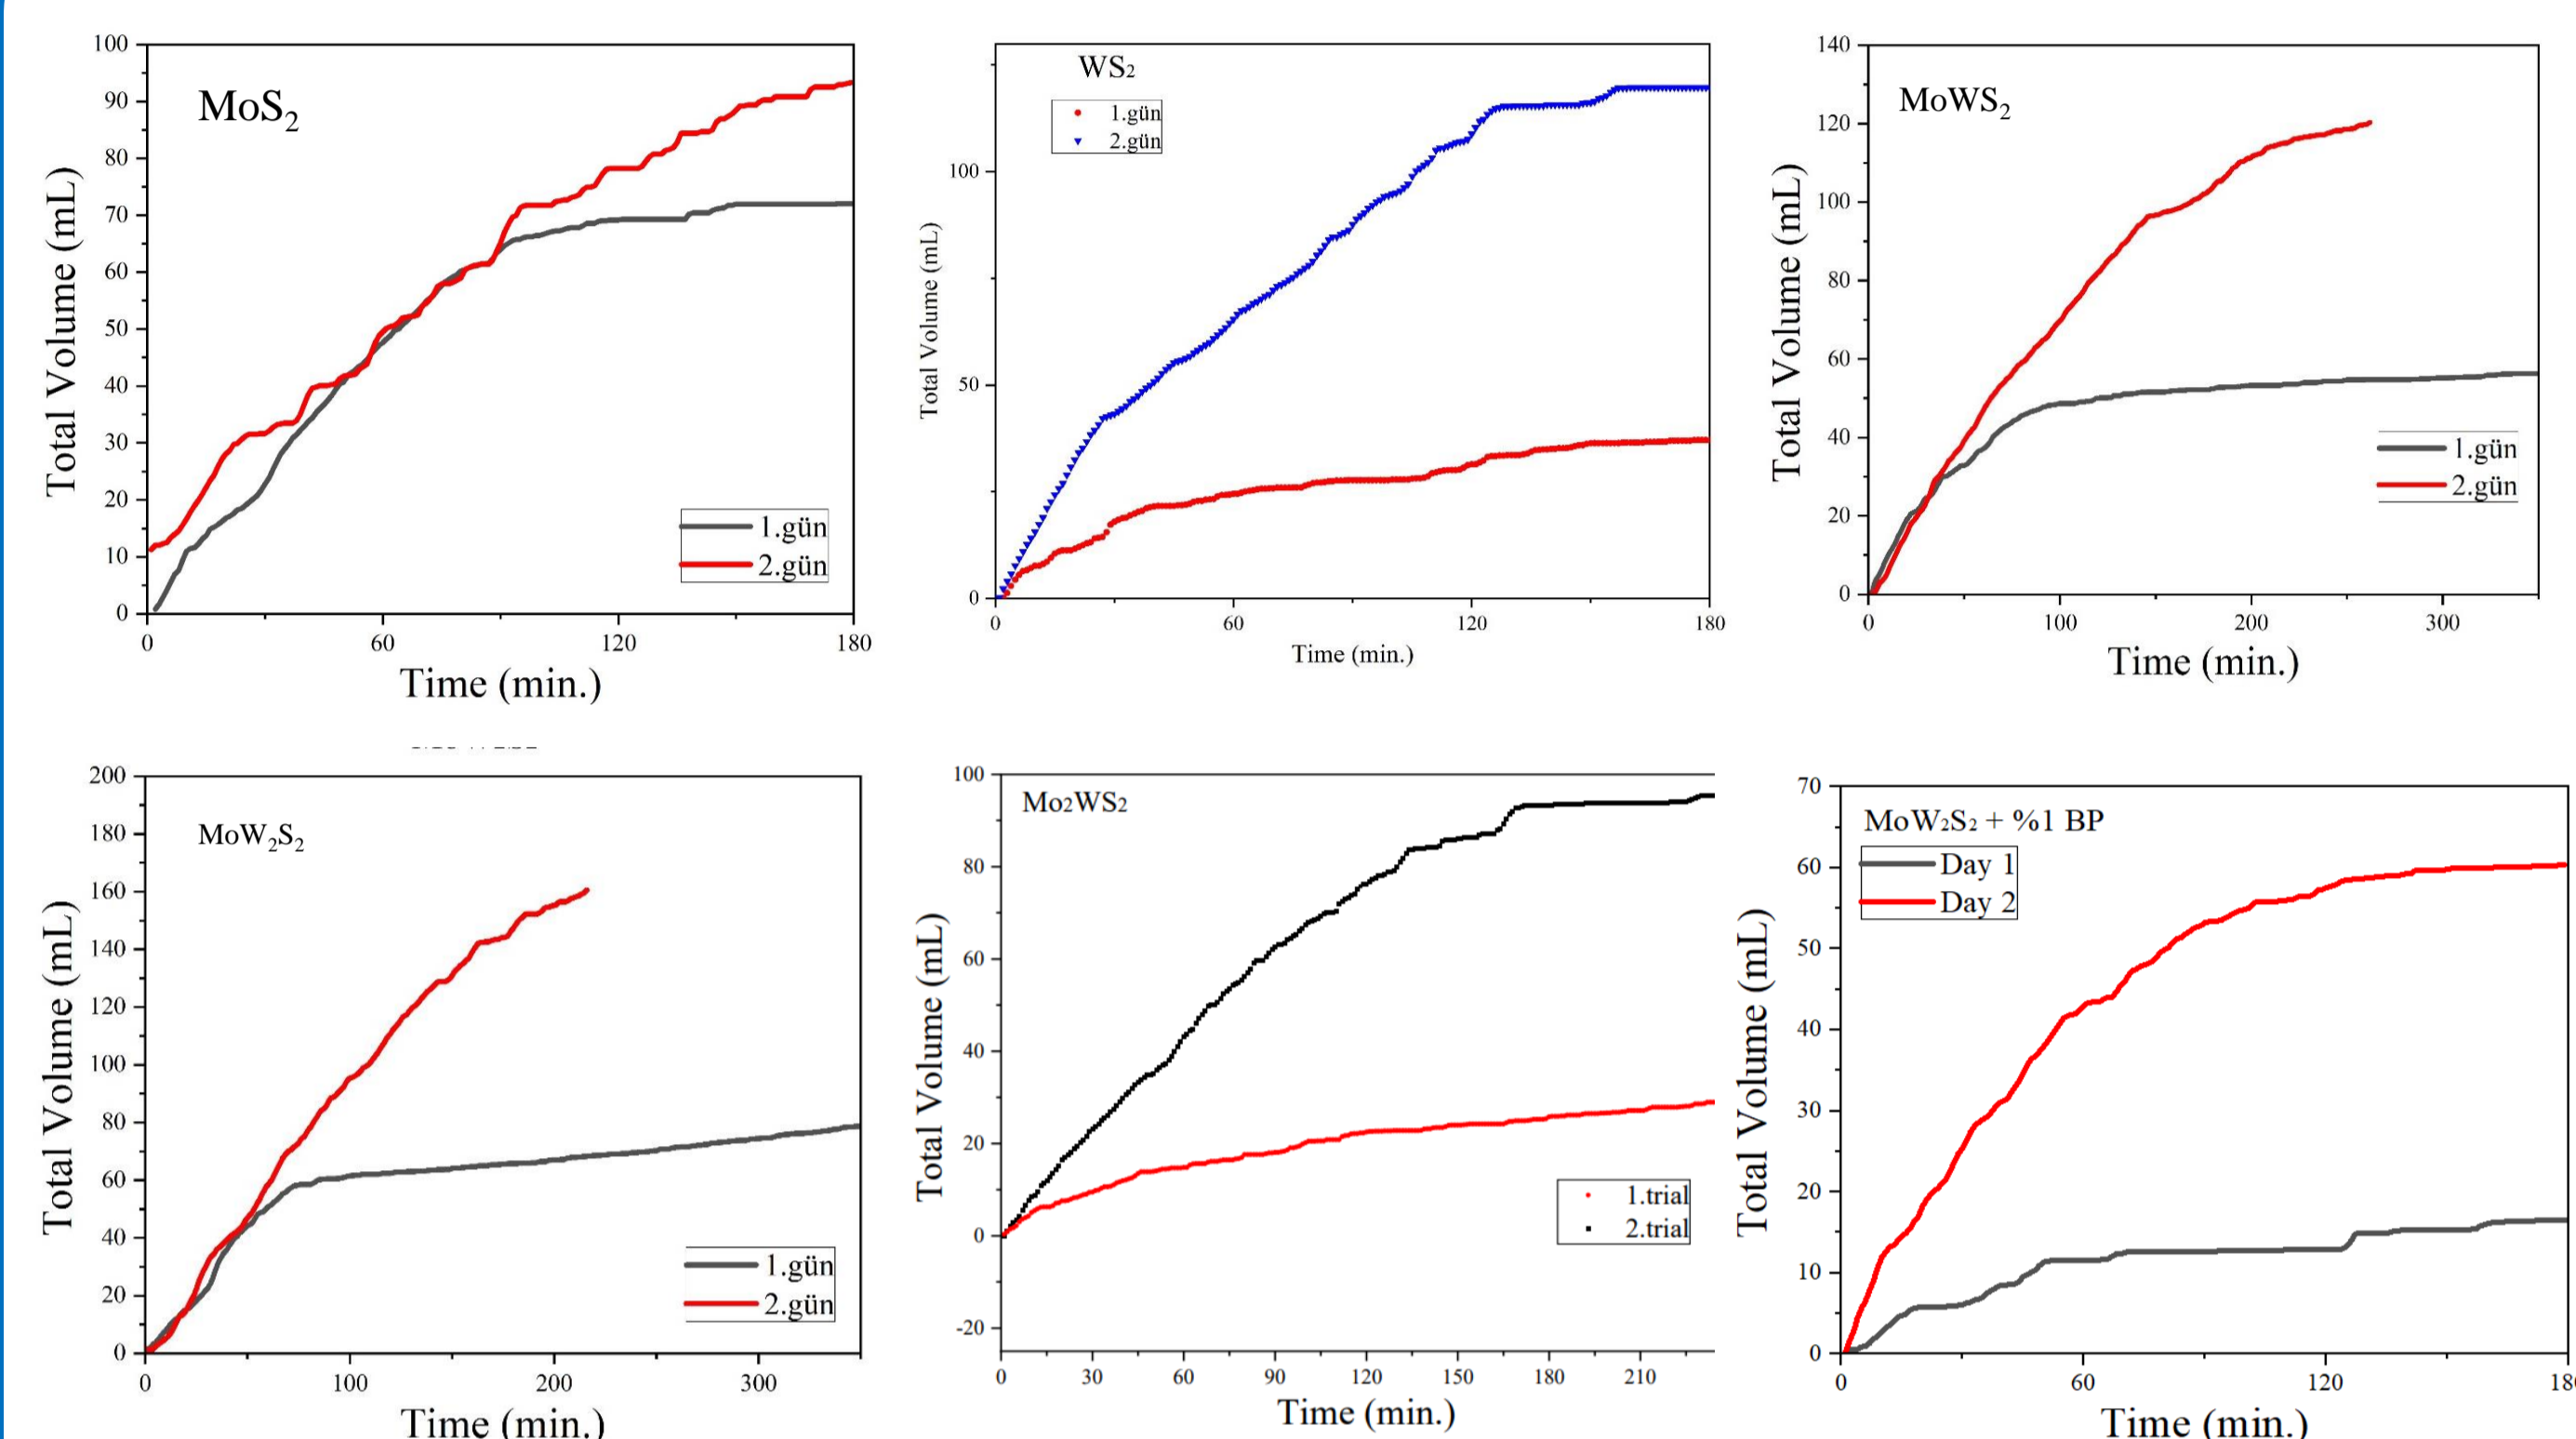 MoS₂
100
90
80
70
60
50
40
30
20
10
0
Total Volume (mL)
1.gün
2.gün
0 60 120 180
Time (min.)
WS₂
1.gün
2.gün
100
50
0
Total Volume (mL)
0 60 120 180
Time (min.)
140
120
100
80
60
40
20
0
MoWS₂
Total Volume (mL)
1.gün
2.gün
0 100 200 300
Time (min.)
200
180
160
140
120
100
80
60
40
20
0
MoW₂S₂
Total Volume (mL)
1.gün
2.gün
0 100 200 300
Time (min.)
100
80
60
40
20
0
-20
Mo₂WS₂
Total Volume (mL)
1.trial
2.trial
0 30 60 90 120 150 180 210
Time (min.)
70
60
50
40
30
20
10
0
MoW₂S₂ + %1 BP
Day 1
Day 2
Total Volume (mL)
0 60 120
Time (min.)